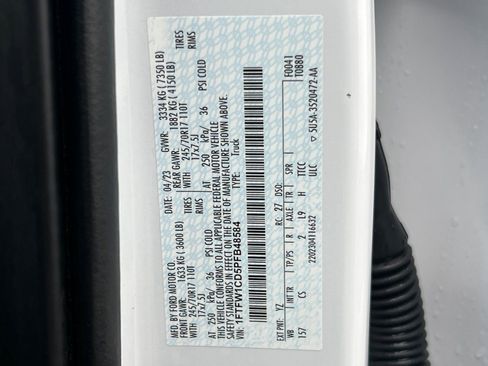 MFD. BY FORD MOTOR CO.
DATE: 04/23 GVWR: 3334 KG ( 7350 LB)
FRONT GAWR: 1633 KG ( 3600 LB) REAR GAWR: 1882 KG ( 4150 LB)
WITH 245/70R17 110T TIRES WITH 245/70R17 110T TIRES
17x7.5J RIMS 17x7.5J RIMS
AT 250 kPa/ 36 PSI COLD AT 250 kPa/ 36 PSI COLD
THIS VEHICLE CONFORMS TO ALL APPLICABLE FEDERAL MOTOR VEHICLE
SAFETY STANDARDS IN EFFECT ON THE DATE OF MANUFACTURE SHOWN ABOVE.
VIN: 1FTFW1CD5PFB48584 TYPE: Truck
F0041
T0880
EXT PNT: YZ RC: 27 DSO:
WB INT TR TP/PS R AXLE TR SPR
157 CS 2 L9 H TTCC
2202304116632 ULC
SU5A-3520472-AA